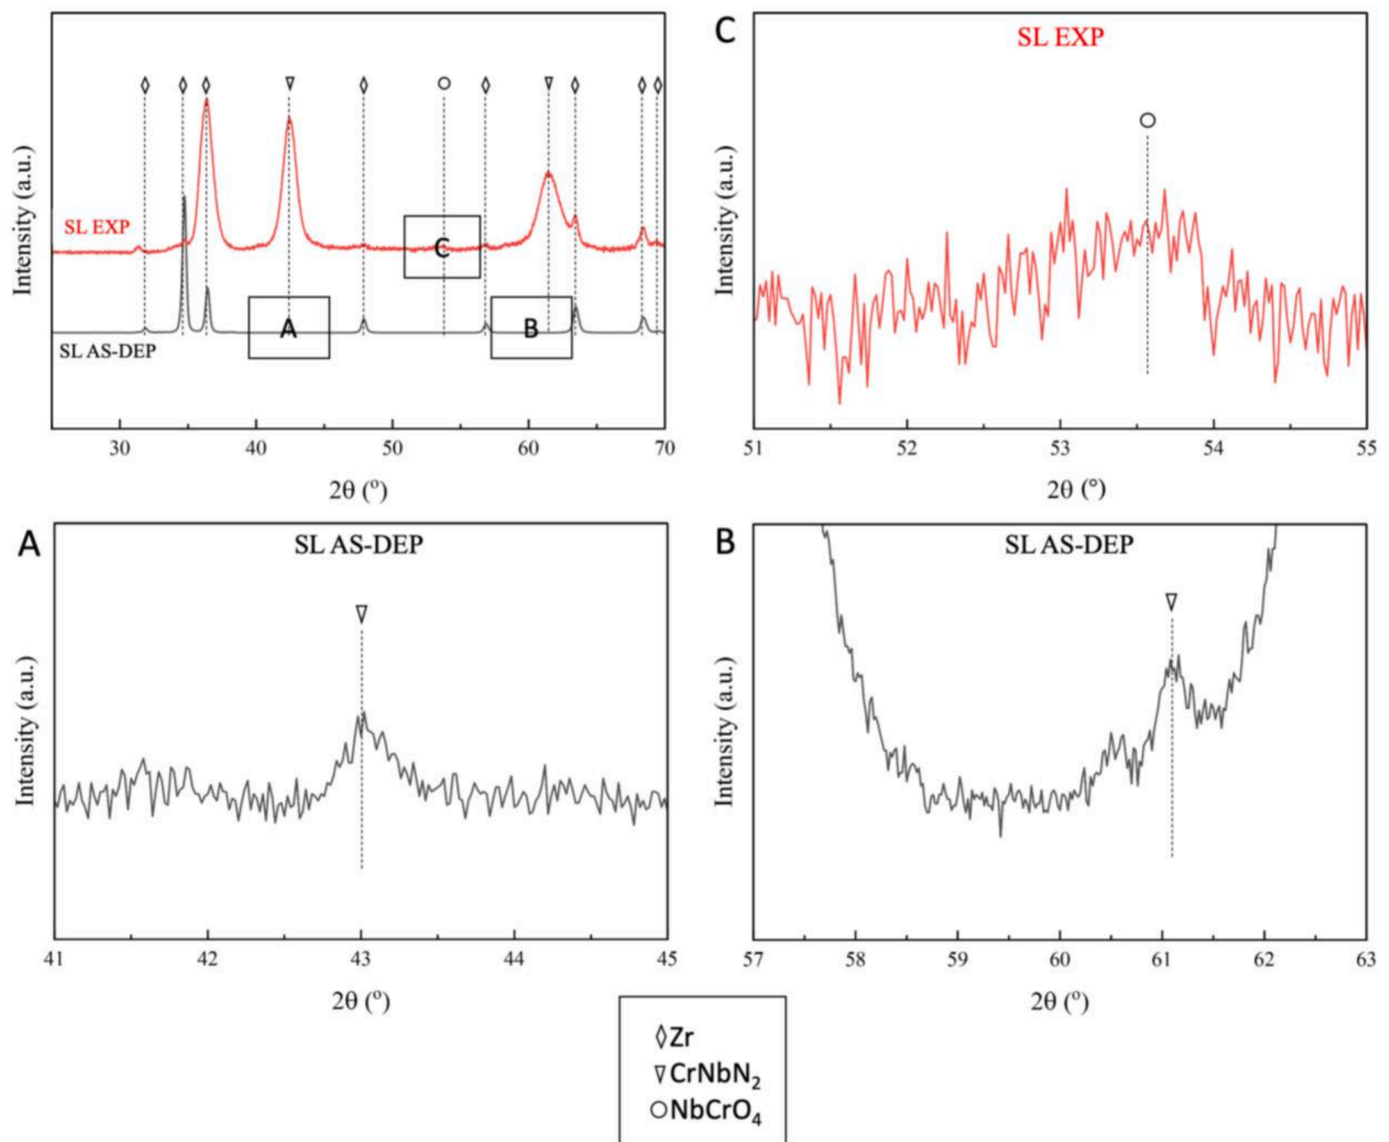 Intensity (a.u.)
SL EXP
SL AS-DEP
A
B
C
30 40 50 60 70
2θ (°)
C
SL EXP
Intensity (a.u.)
51 52 53 54 55
2θ (°)
A
SL AS-DEP
Intensity (a.u.)
41 42 43 44 45
2θ (°)
B
SL AS-DEP
Intensity (a.u.)
57 58 59 60 61 62 63
2θ (°)
Zr
CrNbN₂
NbCrO₄